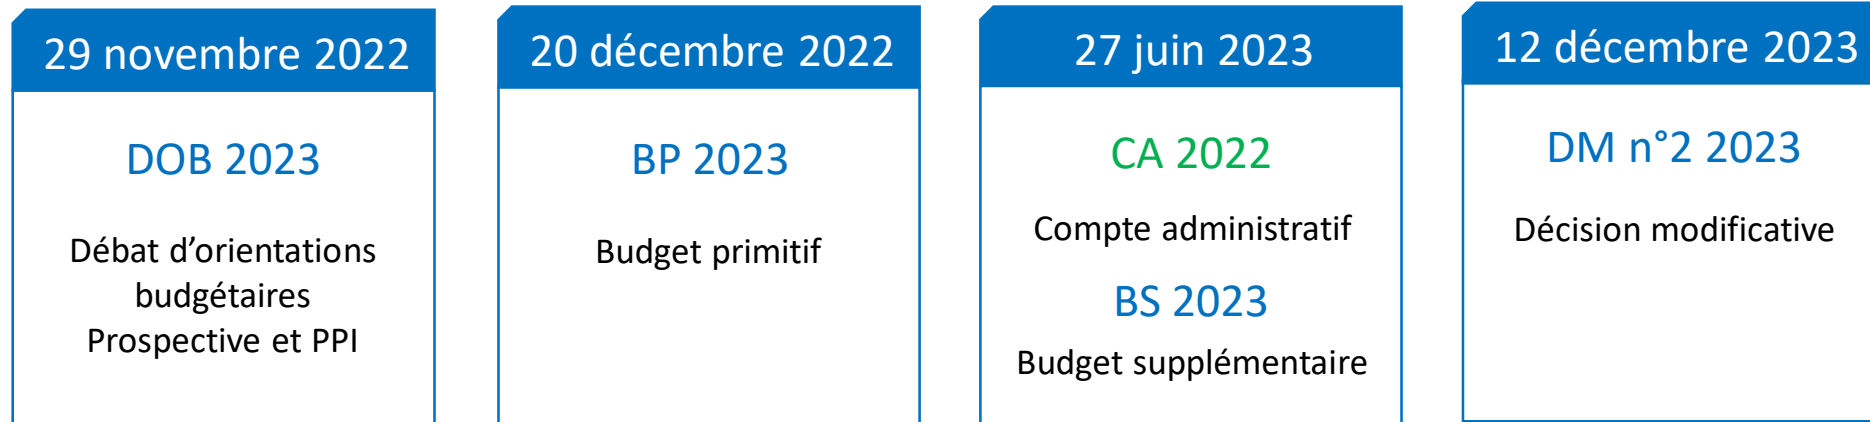 29 novembre 2022
DOB 2023
Débat d’orientations
budgétaires
Prospective et PPI
20 décembre 2022
BP 2023
Budget primitif
27 juin 2023
CA 2022
Compte administratif
BS 2023
Budget supplémentaire
12 décembre 2023
DM n°2 2023
Décision modificative